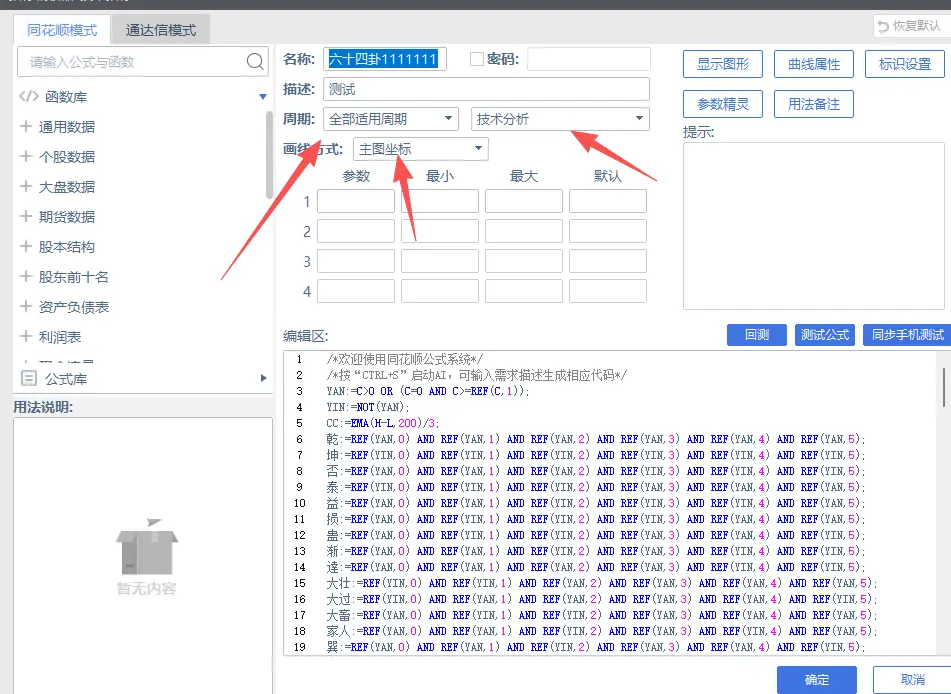 同花顺模式 通达信模式
恢复默认
请输入公式与函数
名称: 六十四卦1111111 密码:
显示图形 曲线属性 标识设置
函数库
描述: 测试
参数精灵 用法备注
通用数据
周期: 全部适用周期 技术分析
提示:
个股数据
画线方式: 主图坐标
大盘数据
参数 最小 最大 默认
期货数据
1
股本结构
2
股东前十名
3
资产负债表
4
利润表
编辑区: 回测 测试公式 同步手机测试
公式库
用法说明:
1 /*欢迎使用同花顺公式系统*/
2 /*按“CTRL+S”启动AI，可输入需求描述生成相应代码*/
3 YAN:=C>O OR (C=O AND C>=REF(C,1));
4 YIN:=NOT(YAN);
5 CC:=EMA(H-L,200)/3;
6 乾:=REF(YAN,0) AND REF(YAN,1) AND REF(YAN,2) AND REF(YAN,3) AND REF(YAN,4) AND REF(YAN,5);
7 坤:=REF(YIN,0) AND REF(YIN,1) AND REF(YIN,2) AND REF(YIN,3) AND REF(YIN,4) AND REF(YIN,5);
8 否:=REF(YAN,0) AND REF(YAN,1) AND REF(YAN,2) AND REF(YIN,3) AND REF(YIN,4) AND REF(YIN,5);
9 泰:=REF(YIN,0) AND REF(YIN,1) AND REF(YIN,2) AND REF(YAN,3) AND REF(YAN,4) AND REF(YAN,5);
10 益:=REF(YAN,0) AND REF(YAN,1) AND REF(YIN,2) AND REF(YIN,3) AND REF(YIN,4) AND REF(YAN,5);
11 损:=REF(YAN,0) AND REF(YIN,1) AND REF(YIN,2) AND REF(YIN,3) AND REF(YAN,4) AND REF(YAN,5);
12 蛊:=REF(YAN,0) AND REF(YIN,1) AND REF(YIN,2) AND REF(YAN,3) AND REF(YAN,4) AND REF(YIN,5);
13 渐:=REF(YAN,0) AND REF(YAN,1) AND REF(YIN,2) AND REF(YAN,3) AND REF(YIN,4) AND REF(YIN,5);
14 達:=REF(YAN,0) AND REF(YIN,1) AND REF(YIN,2) AND REF(YAN,3) AND REF(YIN,4) AND REF(YIN,5);
15 大壮:=REF(YIN,0) AND REF(YIN,1) AND REF(YAN,2) AND REF(YAN,3) AND REF(YAN,4) AND REF(YAN,5);
16 大过:=REF(YIN,0) AND REF(YAN,1) AND REF(YAN,2) AND REF(YAN,3) AND REF(YAN,4) AND REF(YIN,5);
17 大畜:=REF(YAN,0) AND REF(YIN,1) AND REF(YIN,2) AND REF(YAN,3) AND REF(YAN,4) AND REF(YAN,5);
18 家人:=REF(YAN,0) AND REF(YAN,1) AND REF(YIN,2) AND REF(YAN,3) AND REF(YIN,4) AND REF(YAN,5);
19 巽:=REF(YAN,0) AND REF(YAN,1) AND REF(YIN,2) AND REF(YAN,3) AND REF(YAN,4) AND REF(YIN,5);
暂无内容
确定 取消